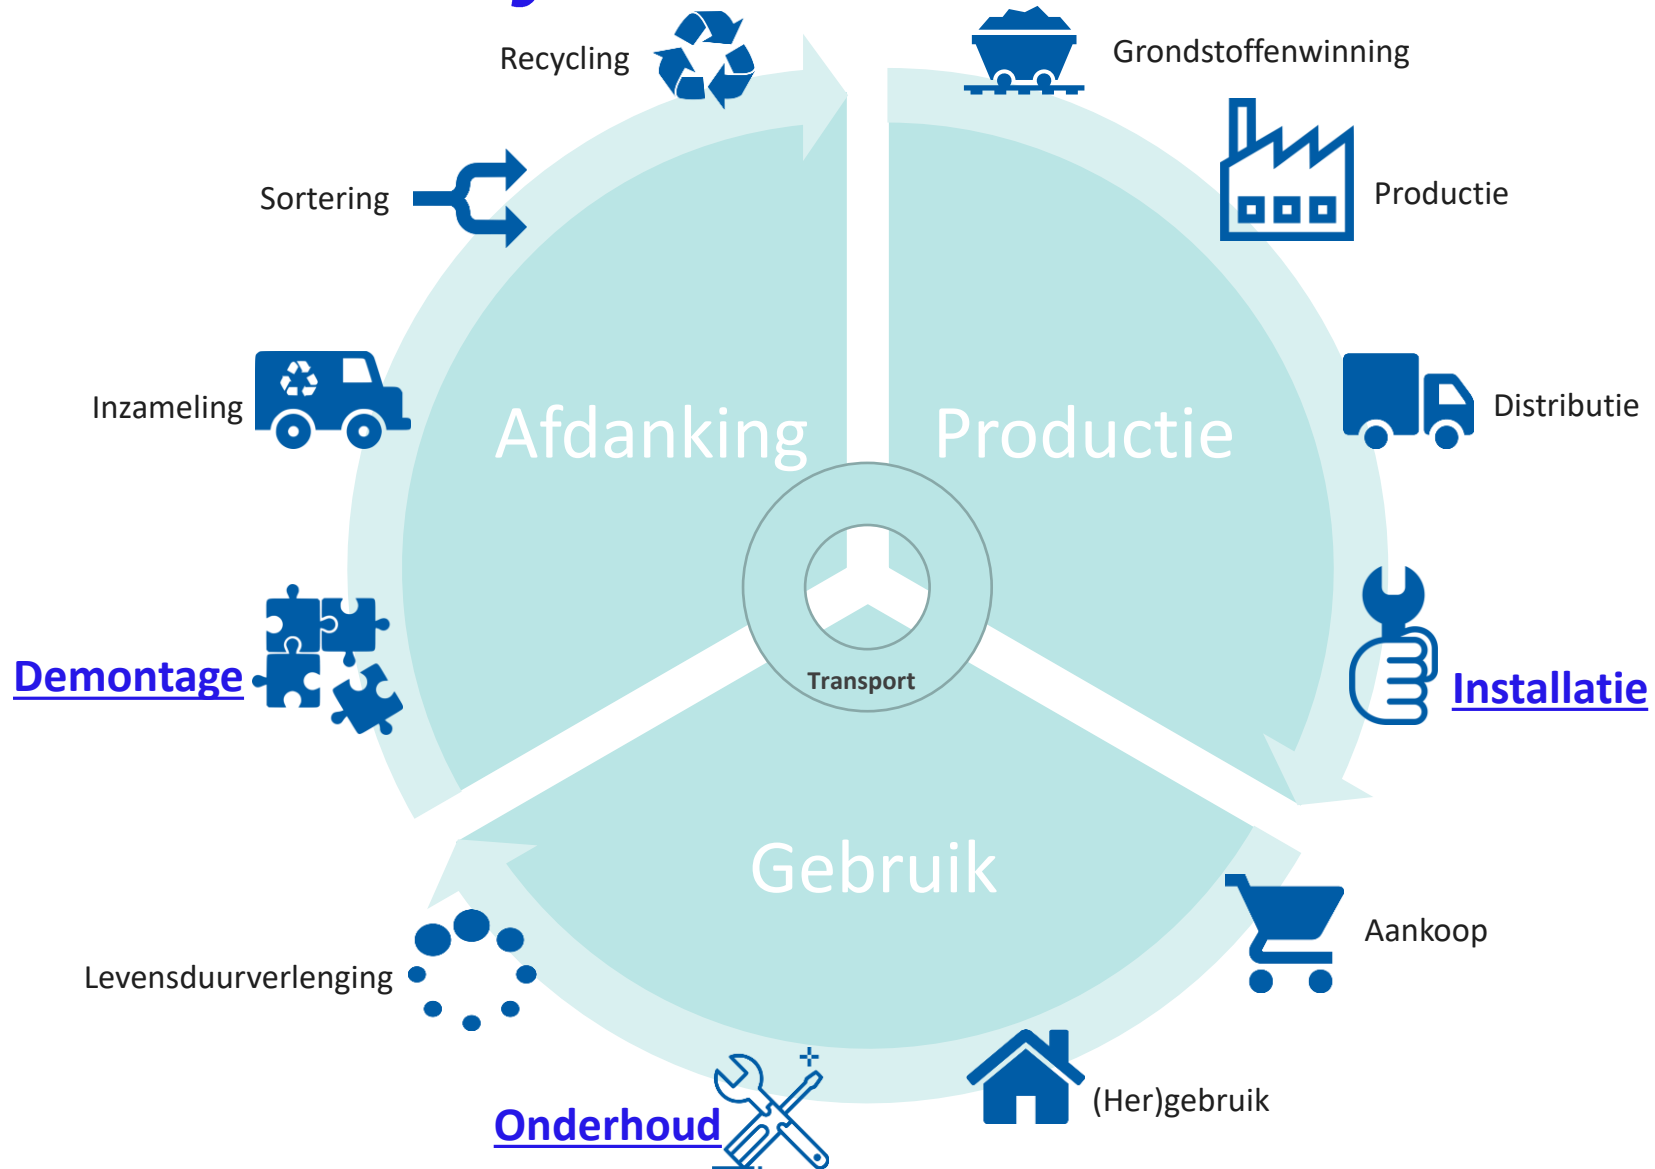 Recycling
Grondstoffenwinning
Sortering
Productie
Inzameling
Distributie
Afdanking
Productie
Demontage
Transport
Installatie
Gebruik
Aankoop
Levensduurverlenging
(Her)gebruik
Onderhoud